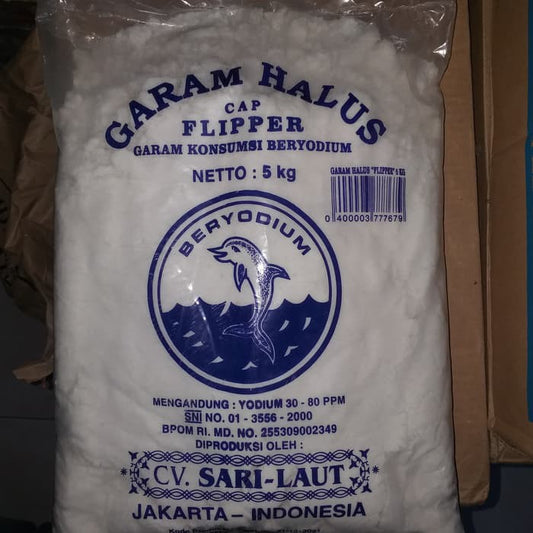 GARAM HALUS
CAP
FLIPPER
GARAM KONSUMSI BERYODIUM
NETTO : 5 kg
GARAM HALUS "FLIPPER" 5 KG
0 400003 777679
BERYODIUM
MENGANDUNG : YODIUM 30 - 80 PPM
SNI NO. 01 - 3556 - 2000
BPOM RI. MD. NO. 255309002349
DIPRODUKSI OLEH :
CV. SARI-LAUT
JAKARTA – INDONESIA